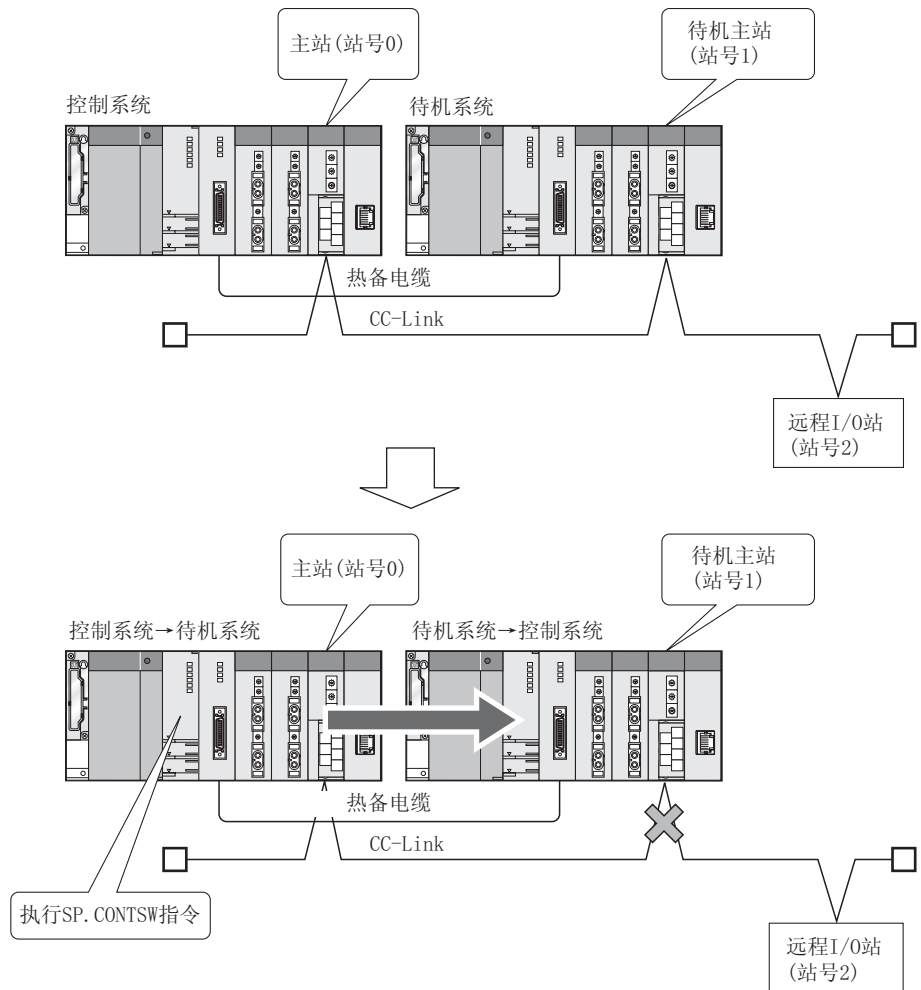 主站(站号0)
待机主站
(站号1)
控制系统
待机系统
热备电缆
CC-Link
远程I/O站
(站号2)
主站(站号0)
待机主站
(站号1)
控制系统→待机系统
待机系统→控制系统
热备电缆
CC-Link
执行SP.CONTSW指令
远程I/O站
(站号2)